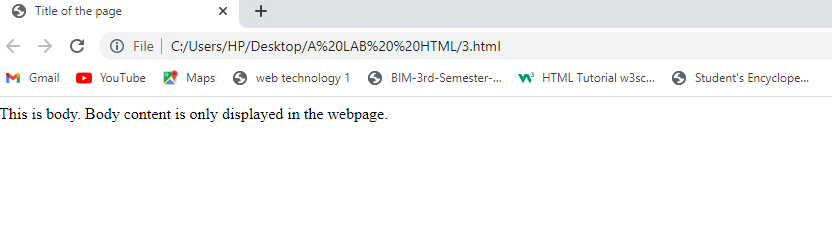 Title of the page
File C:/Users/HP/Desktop/A%20LAB%20%20HTML/3.html
Gmail YouTube Maps web technology 1 BIM-3rd-Semester-... HTML Tutorial w3sc... Student's Encyclope...
This is body. Body content is only displayed in the webpage.